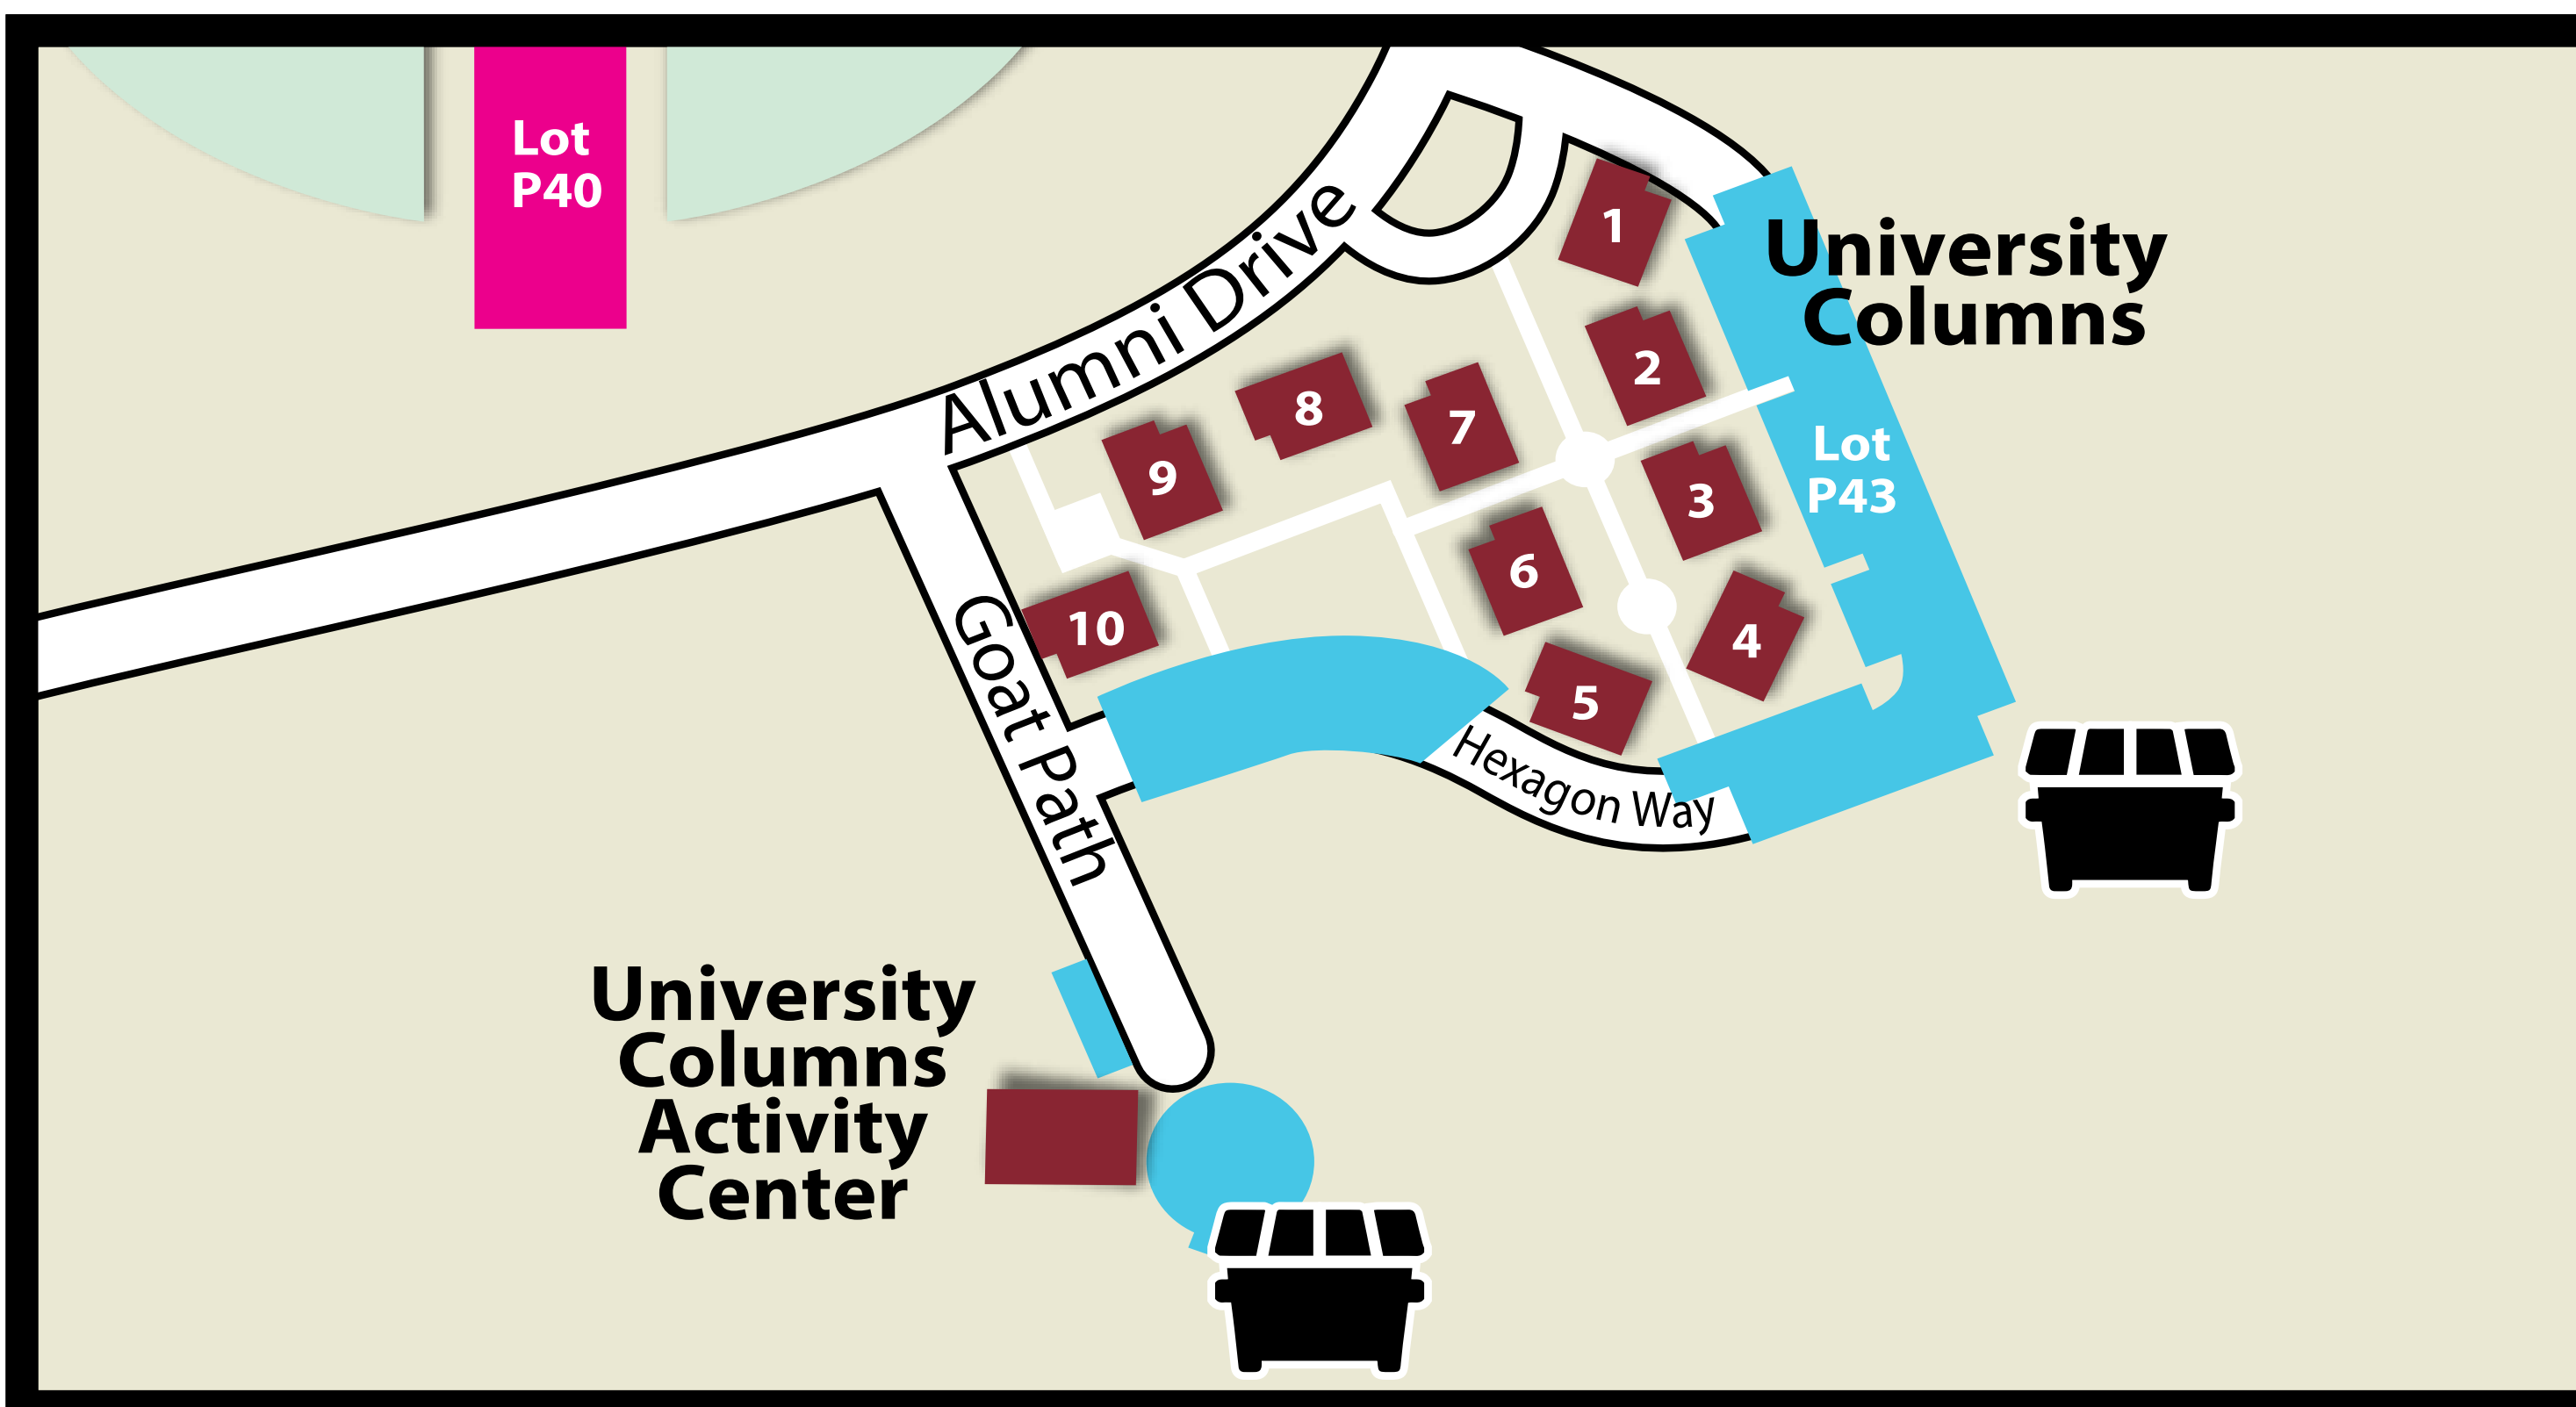 Lot
P40
Alumni Drive
1
University
Columns
2
8
7
Lot
P43
9
3
6
10
4
5
Goat Path
Hexagon Way
University
Columns
Activity
Center